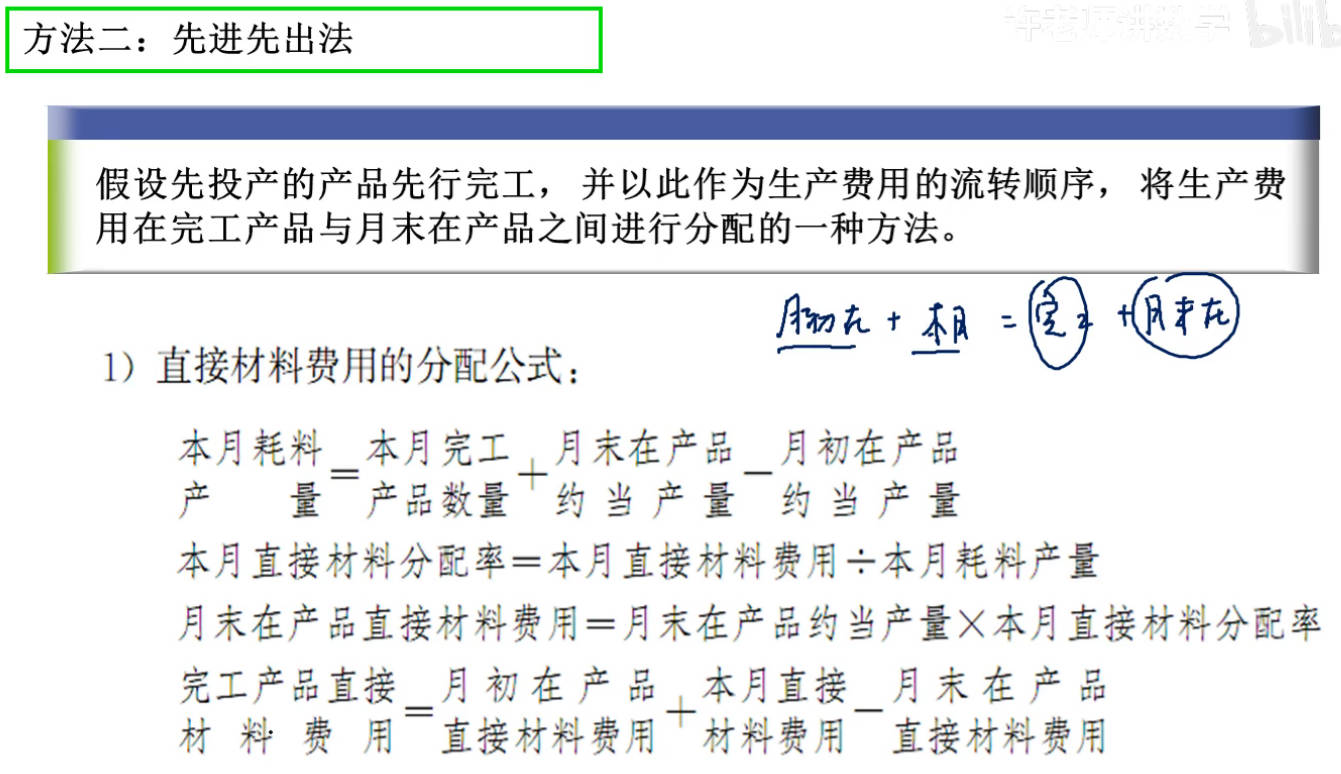 方法二：先进先出法
许老师讲数学 bilib
假设先投产的产品先行完工， 并以此作为生产费用的流转顺序， 将生产费
用在完工产品与月末在产品之间进行分配的一种方法。
月初在 + 本月 = 完工 + 月末在
1）直接材料费用的分配公式：
本月耗料产量＝本月完工产品数量＋月末在产品约当产量－月初在产品约当产量
本月直接材料分配率＝本月直接材料费用÷本月耗料产量
月末在产品直接材料费用＝月末在产品约当产量×本月直接材料分配率
完工产品直接材料费用＝月初在产品直接材料费用＋本月直接材料费用－月末在产品直接材料费用